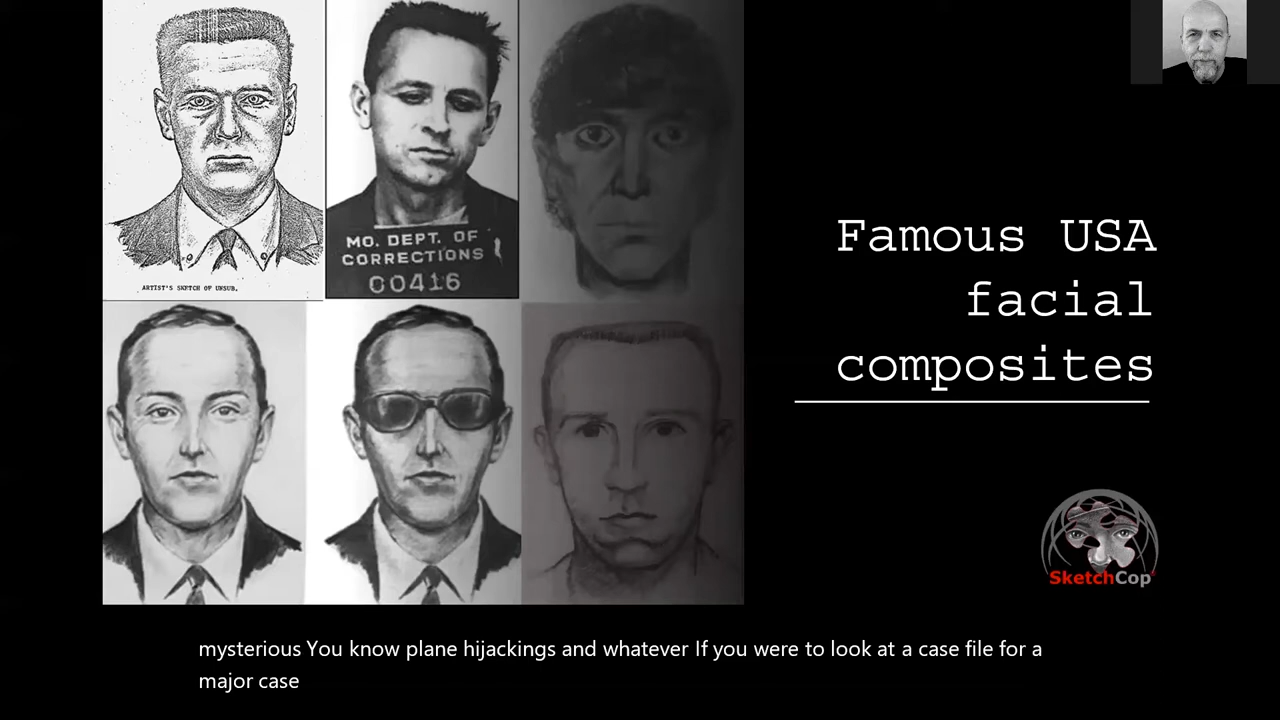 ARTIST'S SKETCH OF UNSUB.
MO. DEPT. OF
CORRECTIONS
00416
Famous USA
facial
composites
SketchCop
mysterious You know plane hijackings and whatever If you were to look at a case file for a
major case